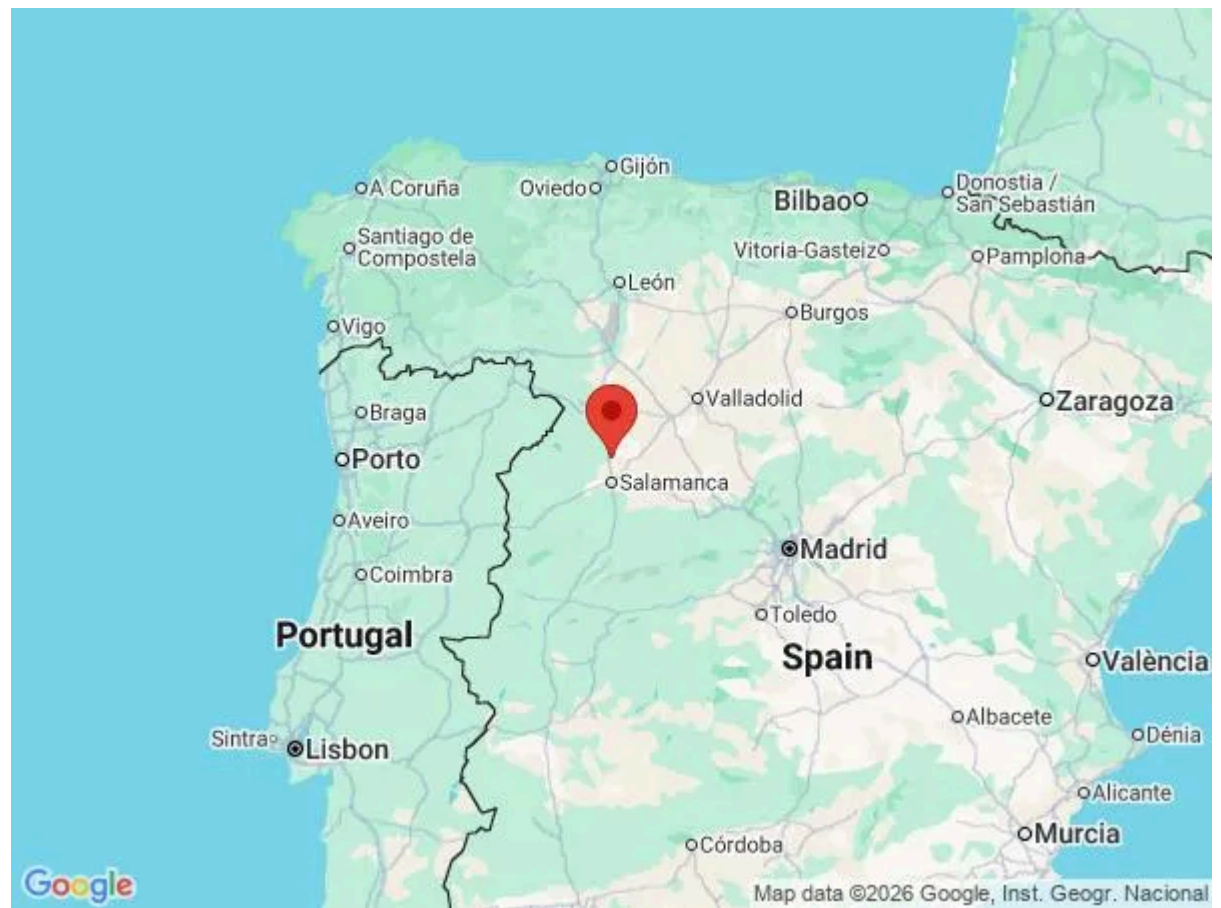 Gijón
A Coruña
Oviedo
Bilbao
Donostia /
San Sebastián
Santiago de
Compostela
Vitoria-Gasteiz
Pamplona
León
Burgos
Vigo
Braga
Valladolid
Zaragoza
Porto
Salamanca
Aveiro
Madrid
Coimbra
Toledo
Portugal
Spain
València
Albacete
Sintra
Lisbon
Dénia
Alicante
Murcia
Córdoba
Google
Map data ©2026 Google, Inst. Geogr. Nacional